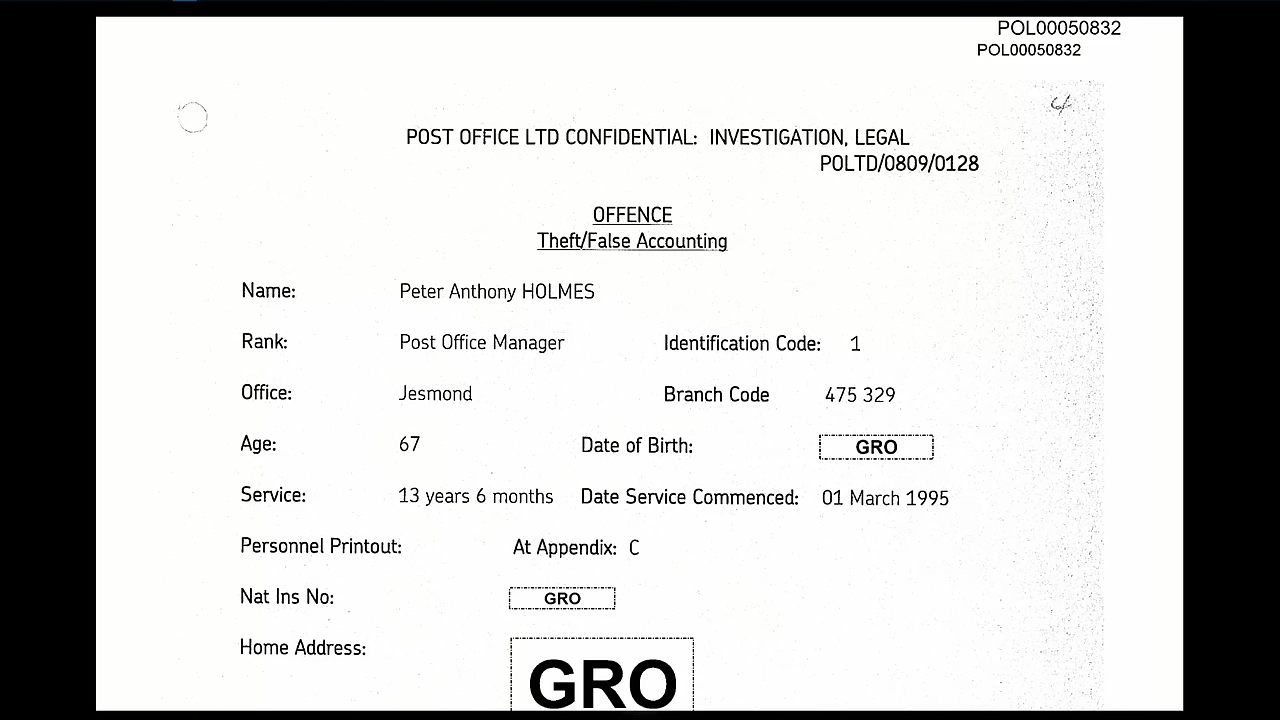 POL00050832
POL00050832
4
POST OFFICE LTD CONFIDENTIAL: INVESTIGATION, LEGAL
POLTD/0809/0128
OFFENCE
Theft/False Accounting
Name: Peter Anthony HOLMES
Rank: Post Office Manager Identification Code: 1
Office: Jesmond Branch Code 475 329
Age: 67 Date of Birth: GRO
Service: 13 years 6 months Date Service Commenced: 01 March 1995
Personnel Printout: At Appendix: C
Nat Ins No: GRO
Home Address: GRO